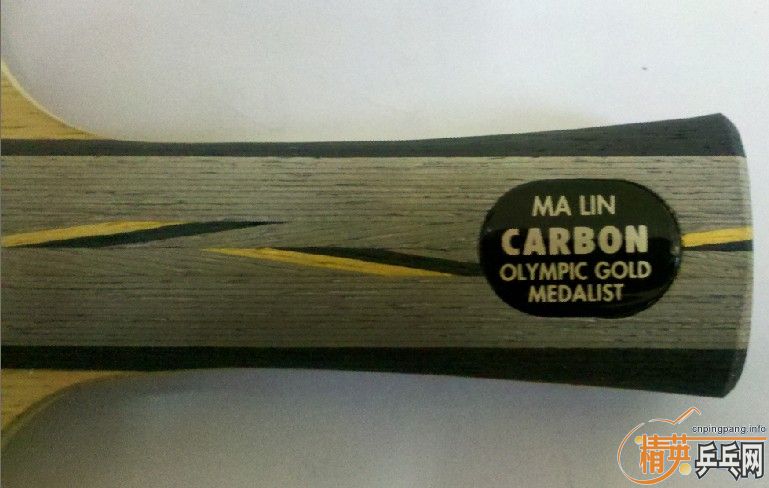 MA LIN
CARBON
OLYMPIC GOLD
MEDALIST
cnpingpang.info
精英乒乓网